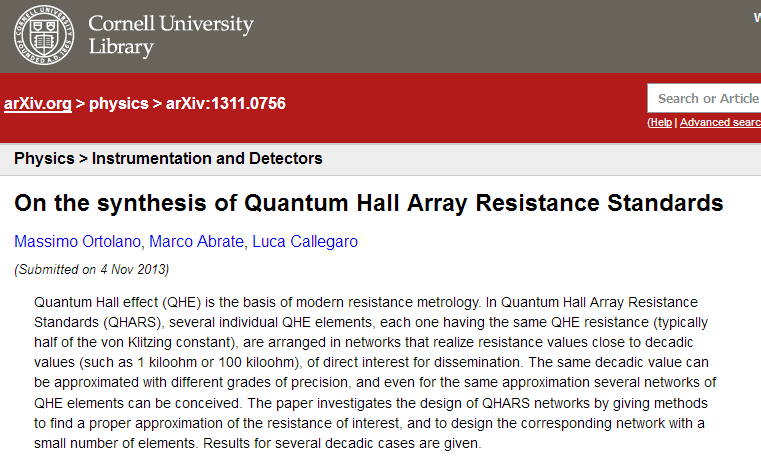 Cornell University
Library
arXiv.org > physics > arXiv:1311.0756
Search or Article
(Help | Advanced searc
Physics > Instrumentation and Detectors
On the synthesis of Quantum Hall Array Resistance Standards
Massimo Ortolano, Marco Abrate, Luca Callegaro
(Submitted on 4 Nov 2013)
Quantum Hall effect (QHE) is the basis of modern resistance metrology. In Quantum Hall Array Resistance
Standards (QHARS), several individual QHE elements, each one having the same QHE resistance (typically
half of the von Klitzing constant), are arranged in networks that realize resistance values close to decadic
values (such as 1 kiloohm or 100 kiloohm), of direct interest for dissemination. The same decadic value can
be approximated with different grades of precision, and even for the same approximation several networks of
QHE elements can be conceived. The paper investigates the design of QHARS networks by giving methods
to find a proper approximation of the resistance of interest, and to design the corresponding network with a
small number of elements. Results for several decadic cases are given.